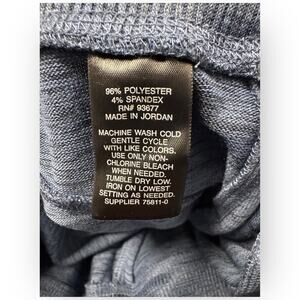 96% POLYESTER
4% SPANDEX
RN# 93677
MADE IN JORDAN
MACHINE WASH COLD
GENTLE CYCLE
WITH LIKE COLORS.
USE ONLY NON-
CHLORINE BLEACH
WHEN NEEDED.
TUMBLE DRY LOW.
IRON ON LOWEST
SETTING AS NEEDED.
SUPPLIER 75811-0